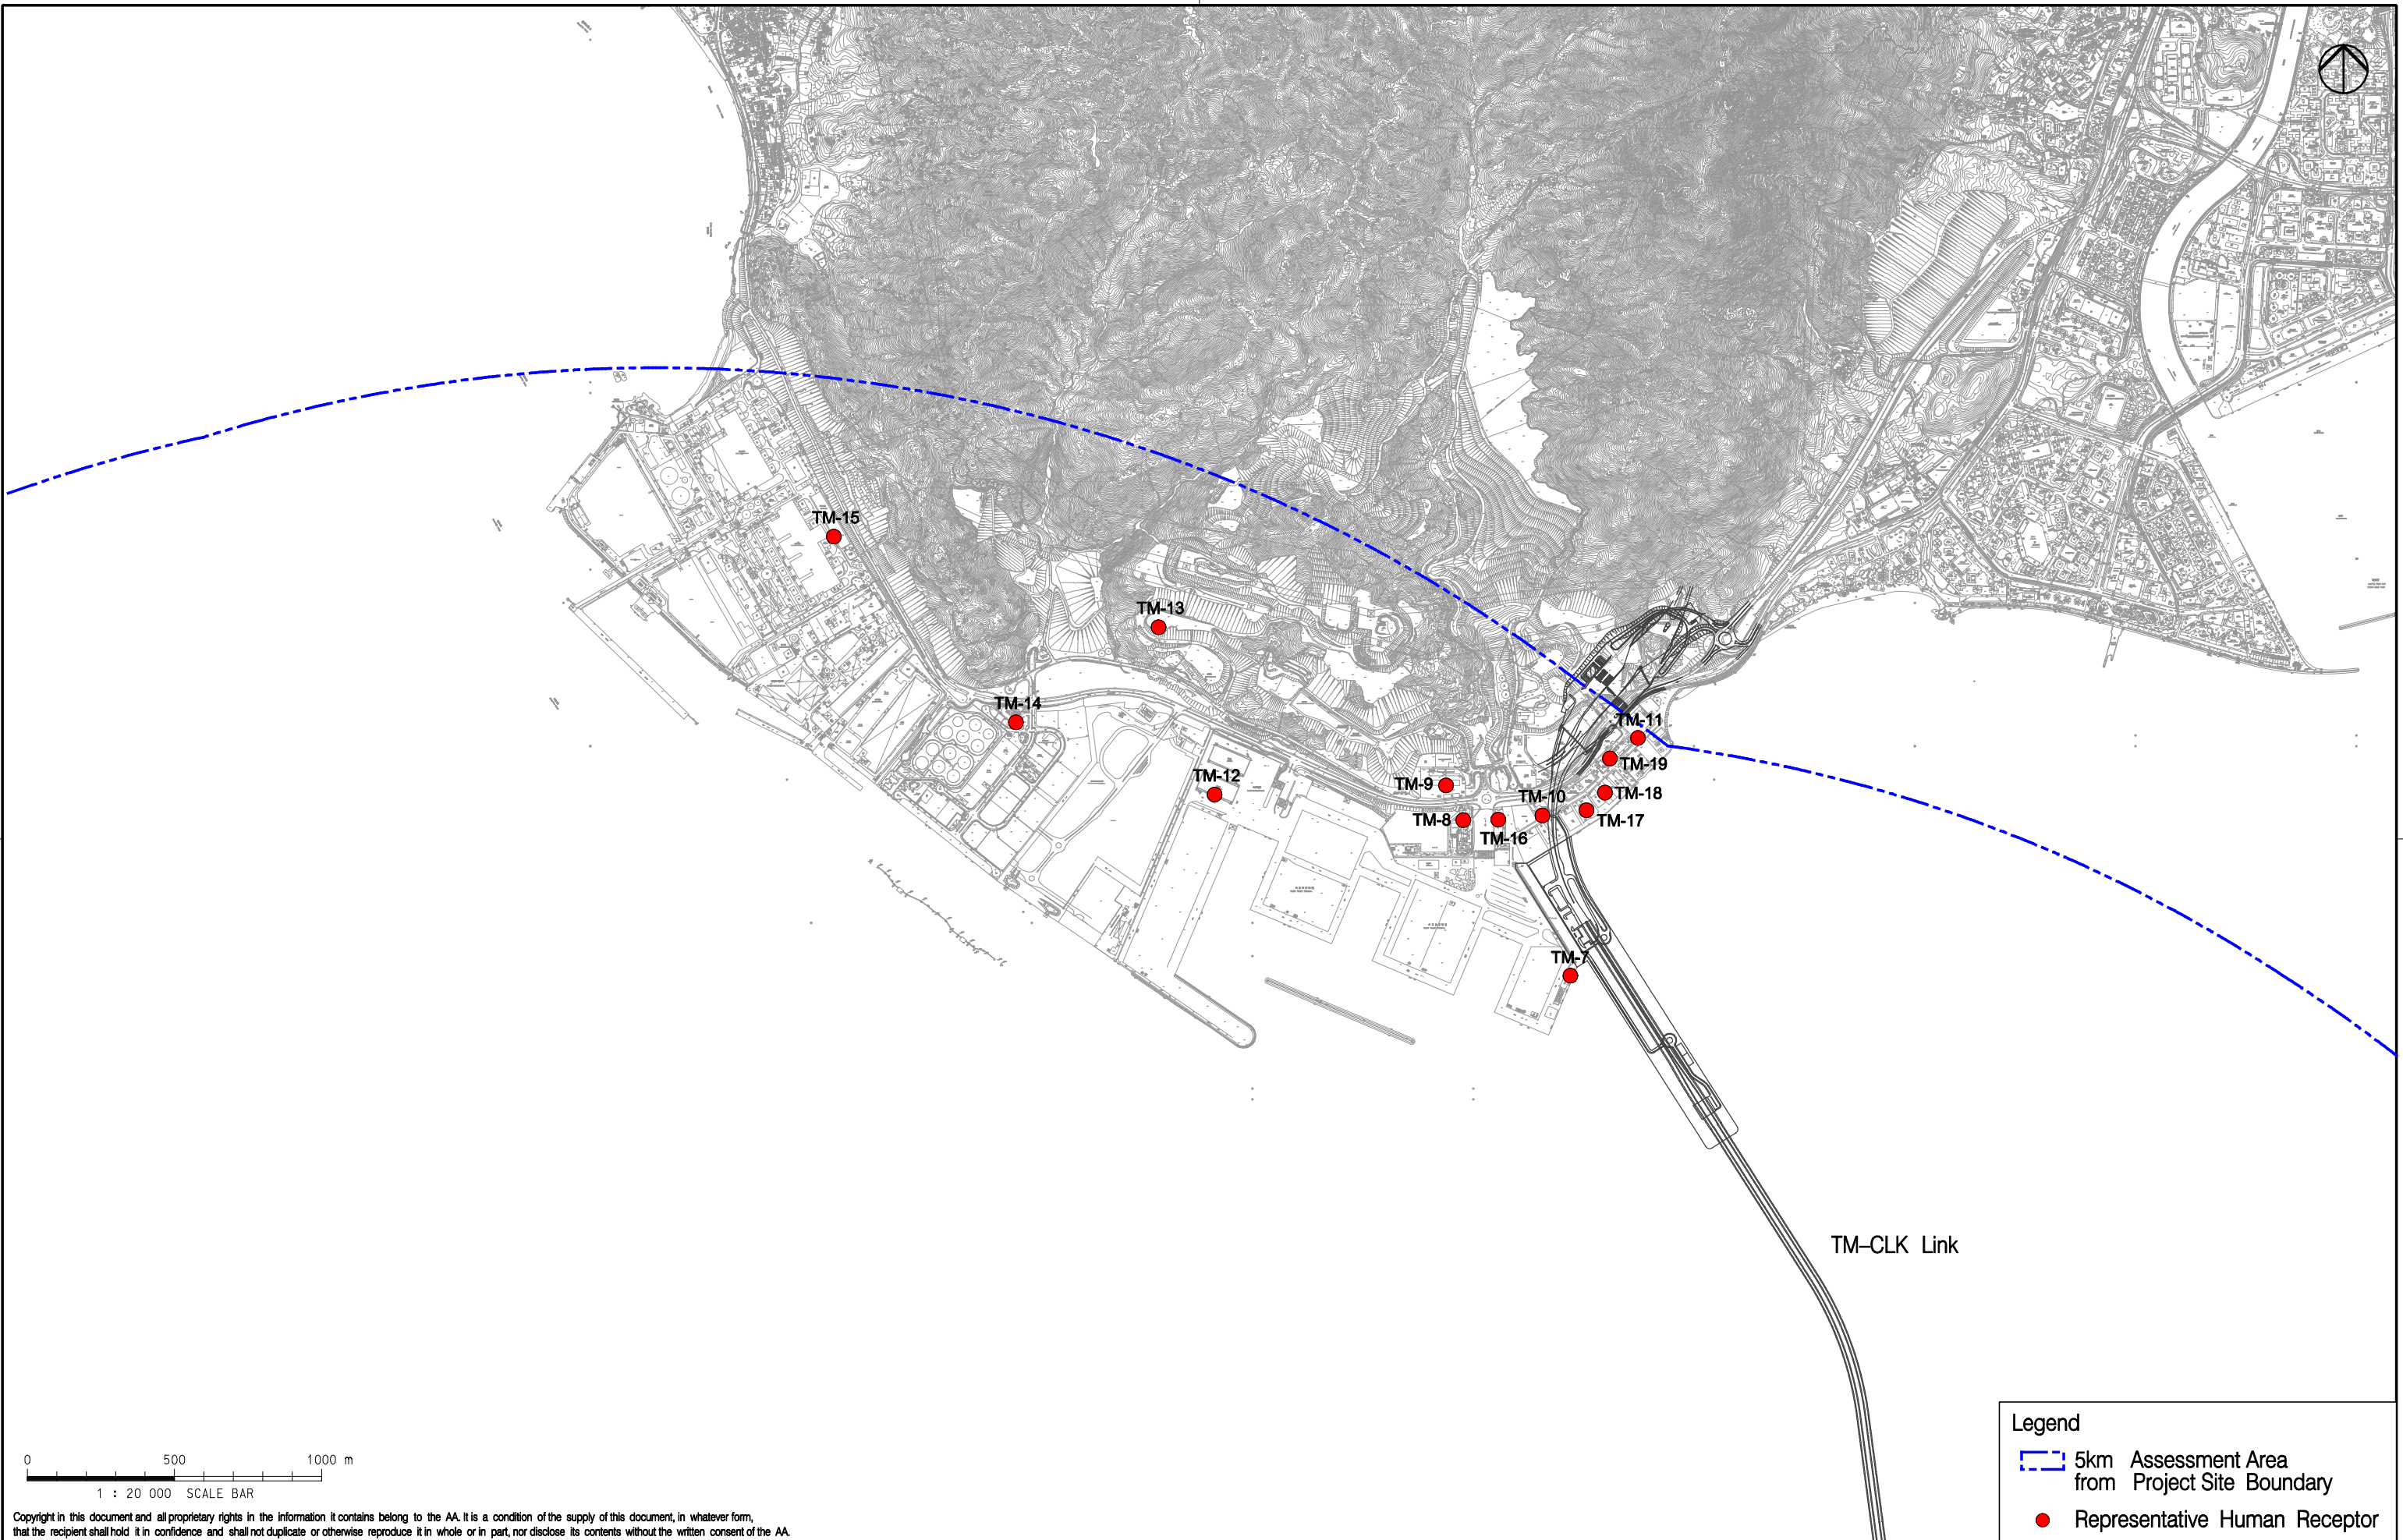 TM-15
TM-13
TM-14
TM-11
TM-19
TM-12
TM-9
TM-10
TM-18
TM-8
TM-16
TM-17
TM-7
TM–CLK Link
Legend
5km Assessment Area
from Project Site Boundary
Representative Human Receptor
0 500 1000 m
1 : 20 000 SCALE BAR
Copyright in this document and all proprietary rights in the information it contains belong to the AA. It is a condition of the supply of this document, in whatever form,
that the recipient shall hold it in confidence and shall not duplicate or otherwise reproduce it in whole or in part, nor disclose its contents without the written consent of the AA.